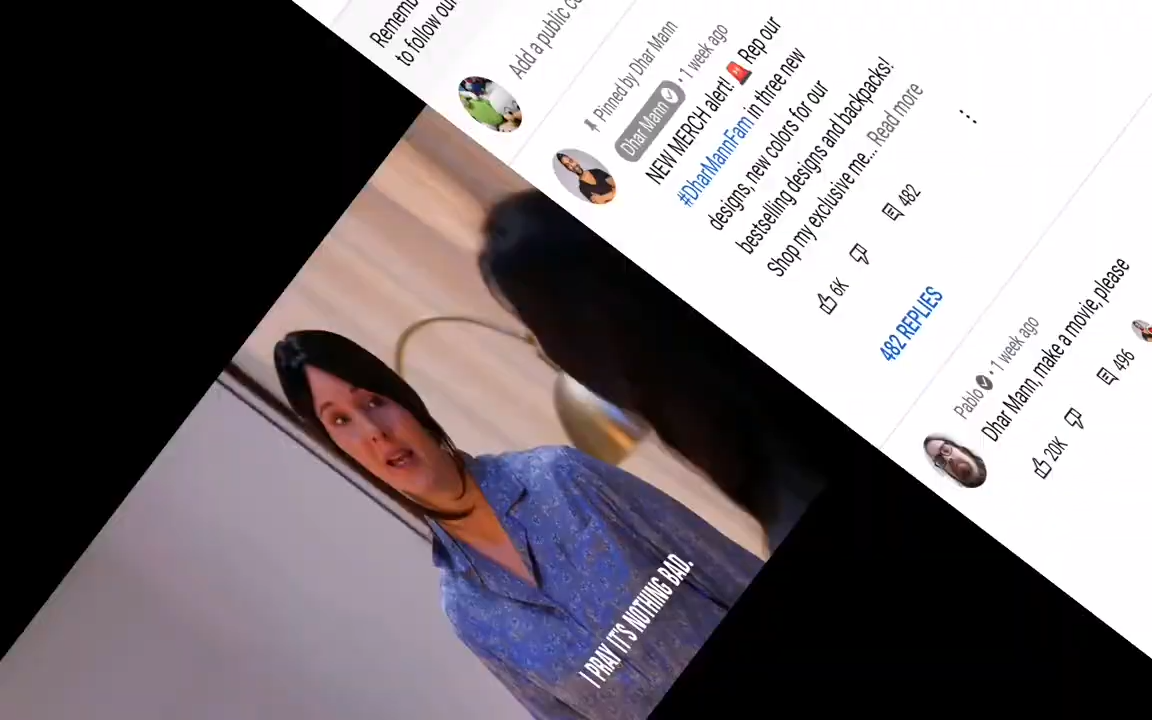 Rememb
to follow our
Add a public co
Pinned by Dhar Mann
Dhar Mann • 1 week ago
NEW MERCH alert! 🚨 Rep our
#DharMannFam in three new
designs, new colors for our
bestselling designs and backpacks!
Shop my exclusive me... Read more
6K 482
482 REPLIES
Pablo • 1 week ago
Dhar Mann, make a movie, please
20K 496
I PRAY IT'S NOTHING BAD.